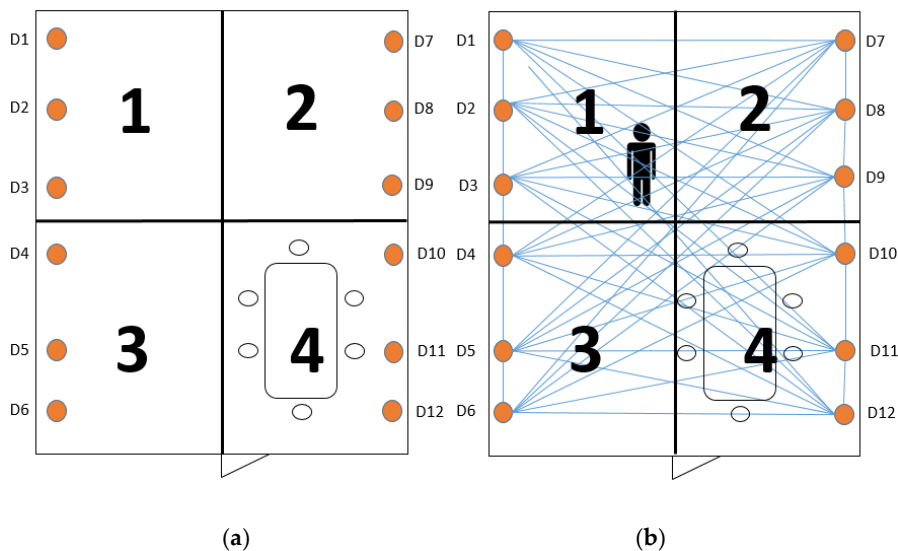 D1 D7 D1 D7
1 2 1 2
D2 D8 D2 D8
D3 D9 D3 D9
D4 D10 D4 D10
3 4 3 4
D5 D11 D5 D11
D6 D12 D6 D12
(a) (b)